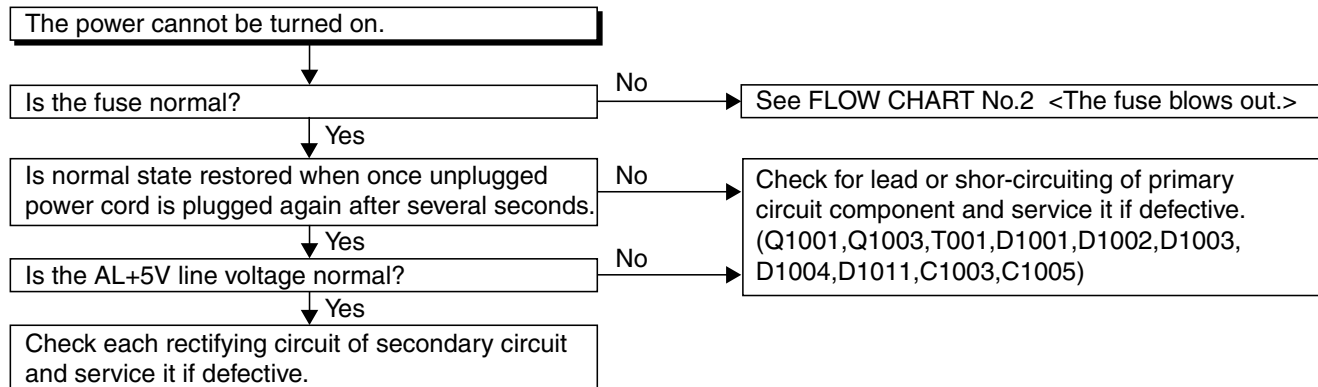 The power cannot be turned on.
Is the fuse normal?
No
See FLOW CHART No.2 <The fuse blows out.>
Yes
Is normal state restored when once unplugged
power cord is plugged again after several seconds.
No
Check for lead or shor-circuiting of primary
circuit component and service it if defective.
(Q1001,Q1003,T001,D1001,D1002,D1003,
D1004,D1011,C1003,C1005)
Yes
Is the AL+5V line voltage normal?
No
Yes
Check each rectifying circuit of secondary circuit
and service it if defective.